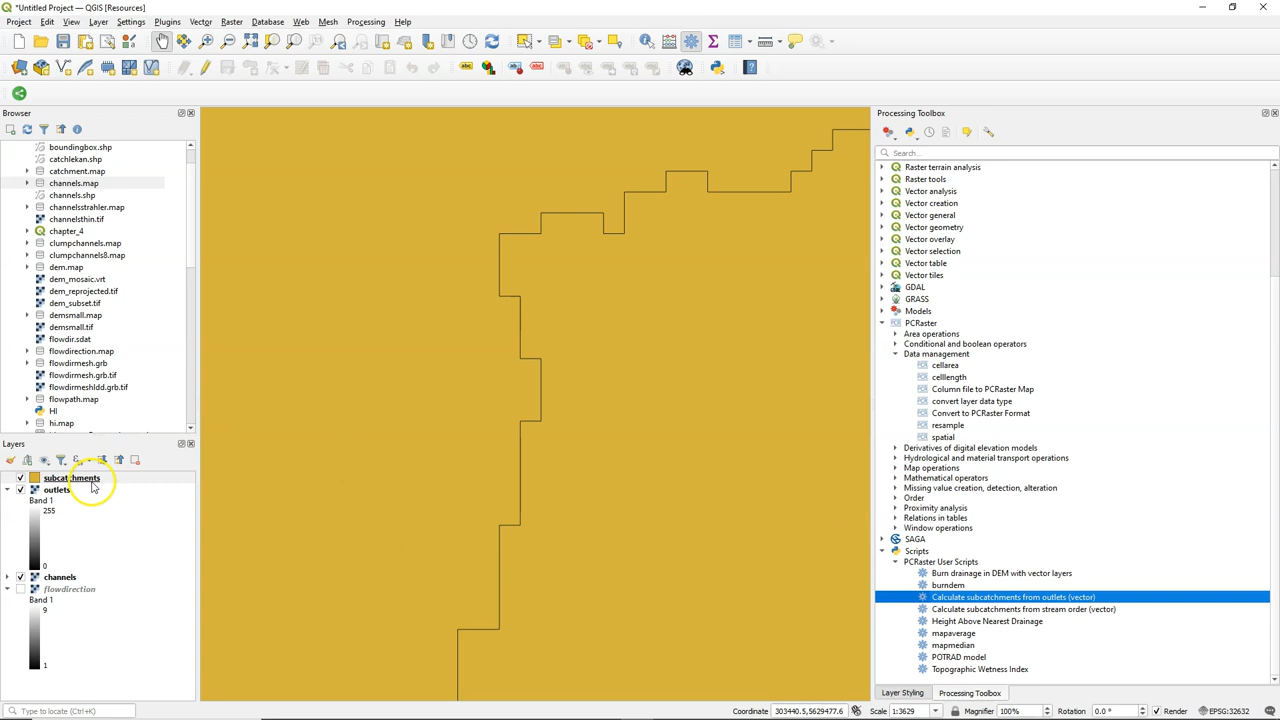 *Untitled Project — QGIS [Resources]
Project Edit View Layer Settings Plugins Vector Raster Database Web Mesh Processing Help
Browser
boundingbox.shp
catchlekan.shp
catchment.map
channels.map
channels.shp
channelsstrahler.map
channelsthin.tif
chapter_4
clumpchannels.map
clumpchannels8.map
dem.map
dem_mosaic.vrt
dem_reprojected.tif
dem_subset.tif
demsmall.map
demsmall.tif
flowdir.sdat
flowdirection.map
flowdirmesh.grb
flowdirmesh.grb.tif
flowdirmeshldd.grb.tif
flowpath.map
HI
hi.map
Layers
subcatchments
outlets
Band 1
255
0
channels
flowdirection
Band 1
9
1
Processing Toolbox
Search...
Raster terrain analysis
Raster tools
Vector analysis
Vector creation
Vector general
Vector geometry
Vector overlay
Vector selection
Vector table
Vector tiles
GDAL
GRASS
Models
PCRaster
Area operations
Conditional and boolean operators
Data management
cellarea
celllength
Column file to PCRaster Map
convert layer data type
Convert to PCRaster Format
resample
spatial
Derivatives of digital elevation models
Hydrological and material transport operations
Map operations
Mathematical operators
Missing value creation, detection, alteration
Order
Proximity analysis
Relations in tables
Window operations
SAGA
Scripts
PCRaster User Scripts
Burn drainage in DEM with vector layers
burndem
Calculate subcatchments from outlets (vector)
Calculate subcatchments from stream order (vector)
Height Above Nearest Drainage
mapaverage
mapmedian
POTRAD model
Topographic Wetness Index
Layer Styling Processing Toolbox
Type to locate (Ctrl+K) Coordinate 303440.5,5629477.6 Scale 1:3629 Magnifier 100% Rotation 0.0 ° Render EPSG:32632